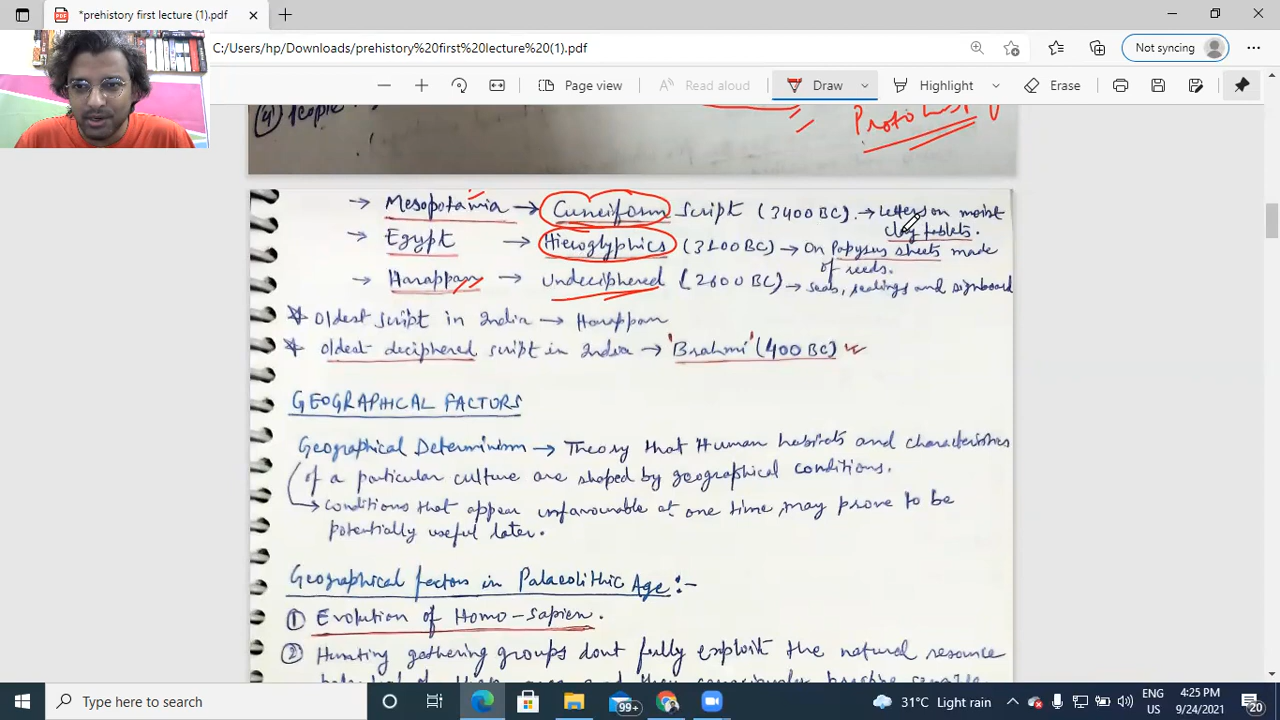 *prehistory first lecture (1).pdf
C:/Users/hp/Downloads/prehistory%20first%20lecture%20(1).pdf
Not syncing
Page view
Read aloud
Draw
Highlight
Erase
(4) People
Proto
→ Mesopotamia → Cuneiform Script (3400 BC) → Letters on moist
clay tablets.
→ Egypt → Hieroglyphics (3100 BC) → On Papyrus sheets made
of reeds.
→ Harappan → Undeciphered (2600 BC) → seals, sealings and signboard
Oldest script in India → Harappan
Oldest deciphered script in India → 'Brahmi' (400 BC)
GEOGRAPHICAL FACTORS
Geographical Determinism → Theory that Human habits and characteristics
of a particular culture are shaped by geographical conditions.
→ Conditions that appear unfavourable at one time, may prove to be
potentially useful later.
Geographical factors in Palaeolithic Age :-
① Evolution of Homo-sapien.
② Hunting gathering groups dont fully exploit the natural resource
Type here to search
99+
31°C Light rain
ENG
IN
4:25 PM
9/24/2021
20